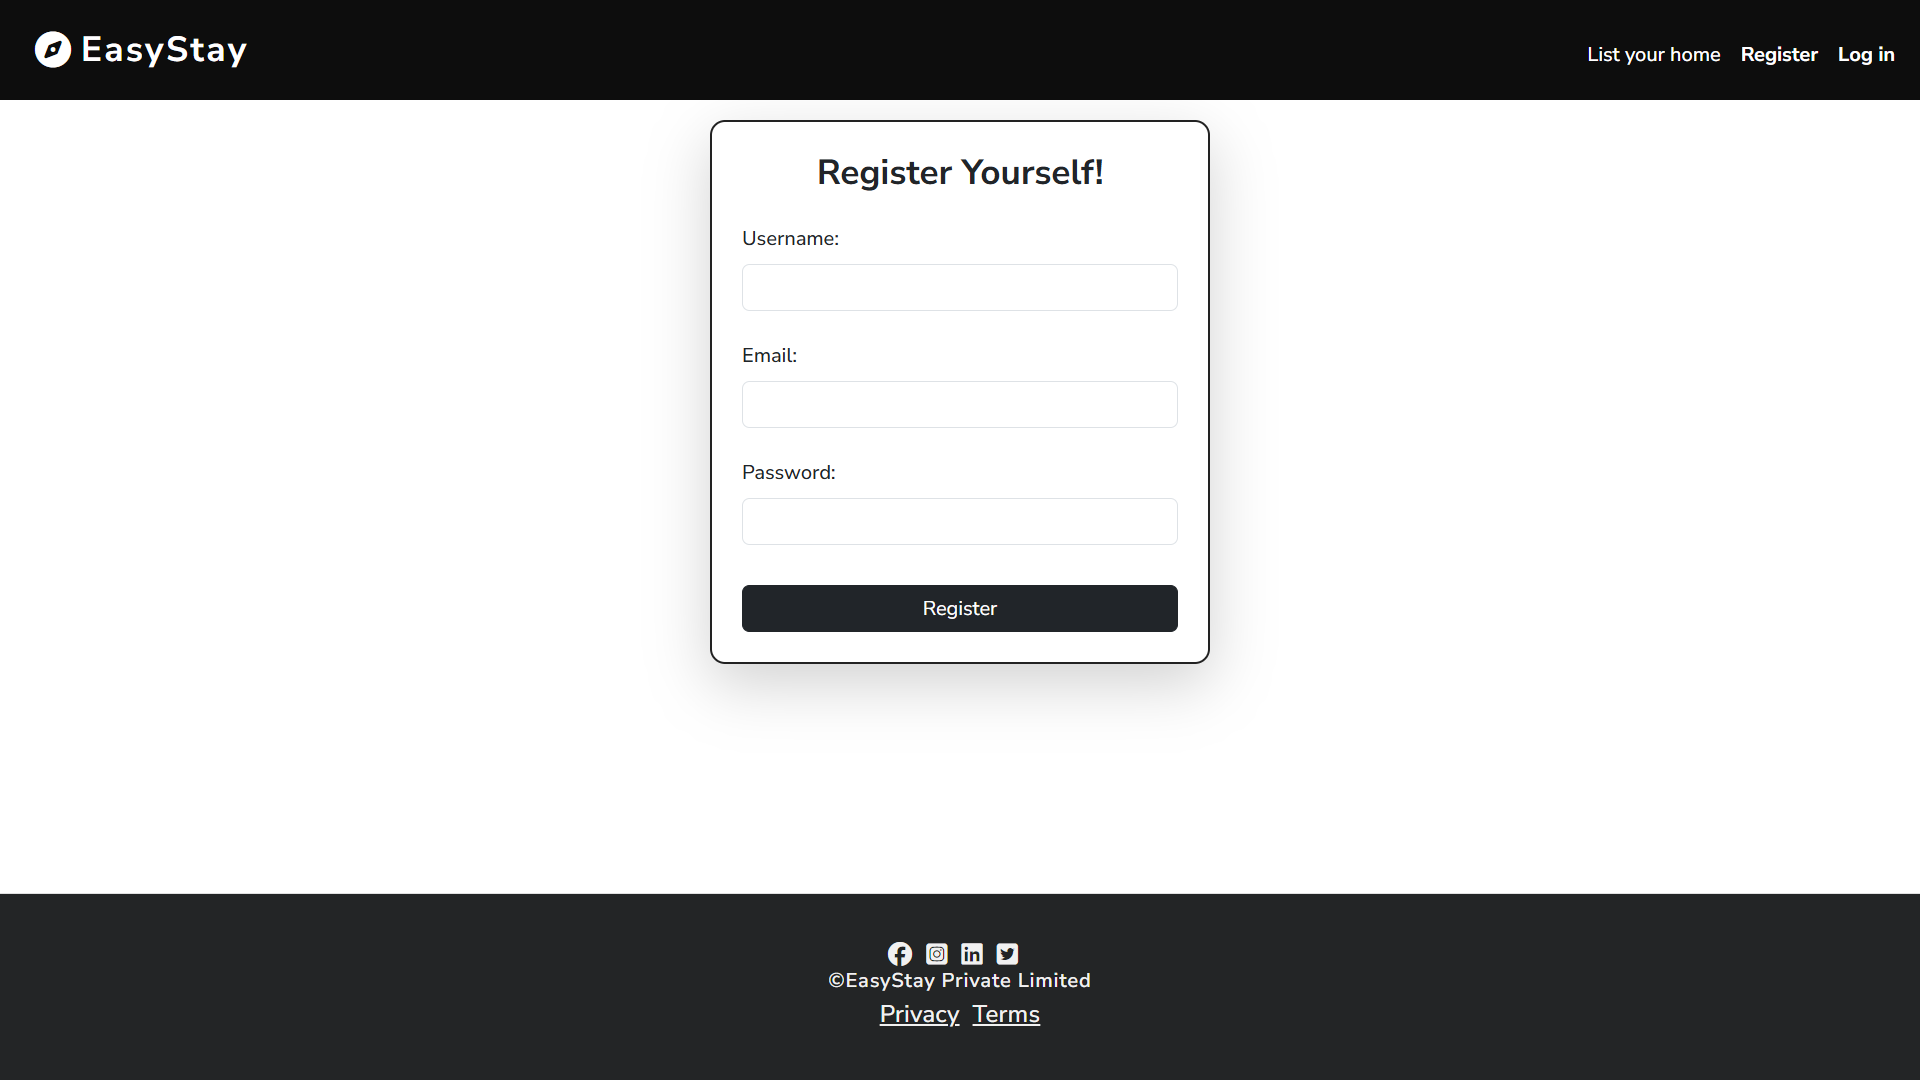 EasyStay
List your home Register Log in
Register Yourself!
Username:
Email:
Password:
Register
©EasyStay Private Limited
Privacy Terms